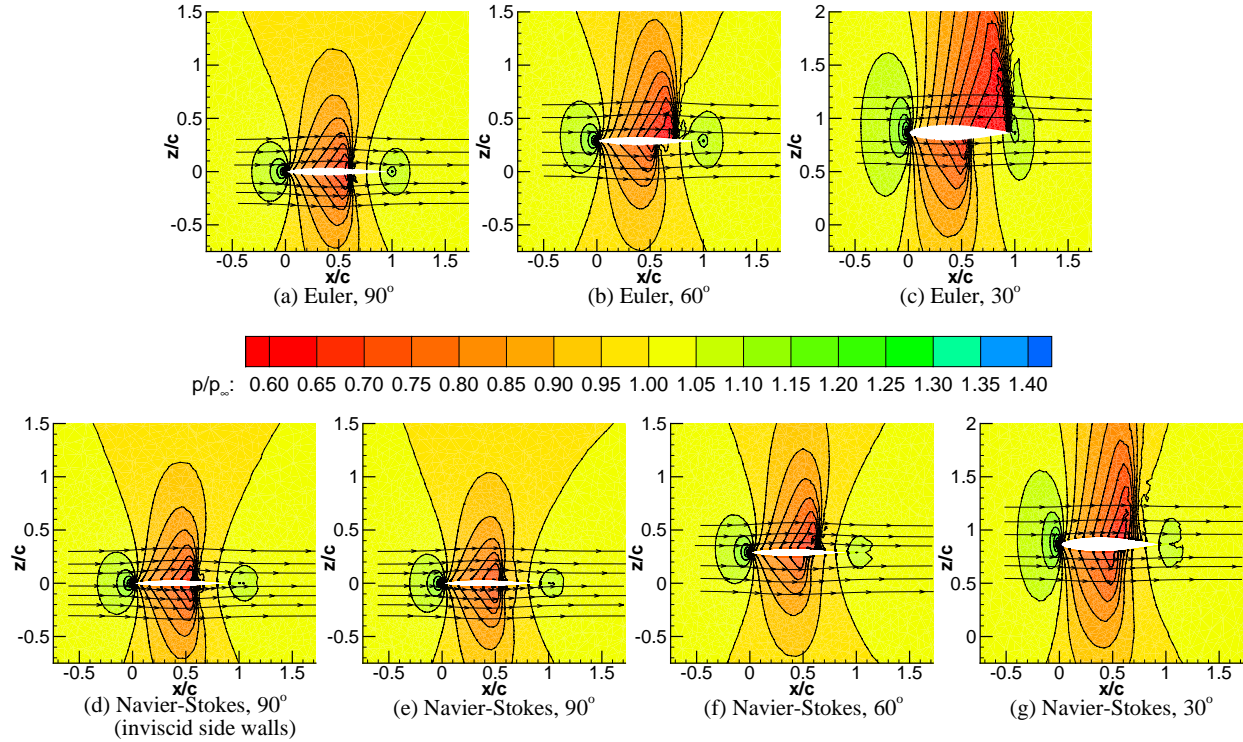 z/c
1.5
1
0.5
0
-0.5
-0.5 0 0.5 1 1.5
x/c
(a) Euler, 90°
z/c
1.5
1
0.5
0
-0.5
-0.5 0 0.5 1 1.5
x/c
(b) Euler, 60°
z/c
2
1.5
1
0.5
0
-0.5 0 0.5 1 1.5
x/c
(c) Euler, 30°
p/p∞: 0.60 0.65 0.70 0.75 0.80 0.85 0.90 0.95 1.00 1.05 1.10 1.15 1.20 1.25 1.30 1.35 1.40
z/c
1.5
1
0.5
0
-0.5
-0.5 0 0.5 1 1.5
x/c
(d) Navier-Stokes, 90°
(inviscid side walls)
z/c
1.5
1
0.5
0
-0.5
-0.5 0 0.5 1 1.5
x/c
(e) Navier-Stokes, 90°
z/c
1.5
1
0.5
0
-0.5
-0.5 0 0.5 1 1.5
x/c
(f) Navier-Stokes, 60°
z/c
2
1.5
1
0.5
0
-0.5 0 0.5 1 1.5
x/c
(g) Navier-Stokes, 30°